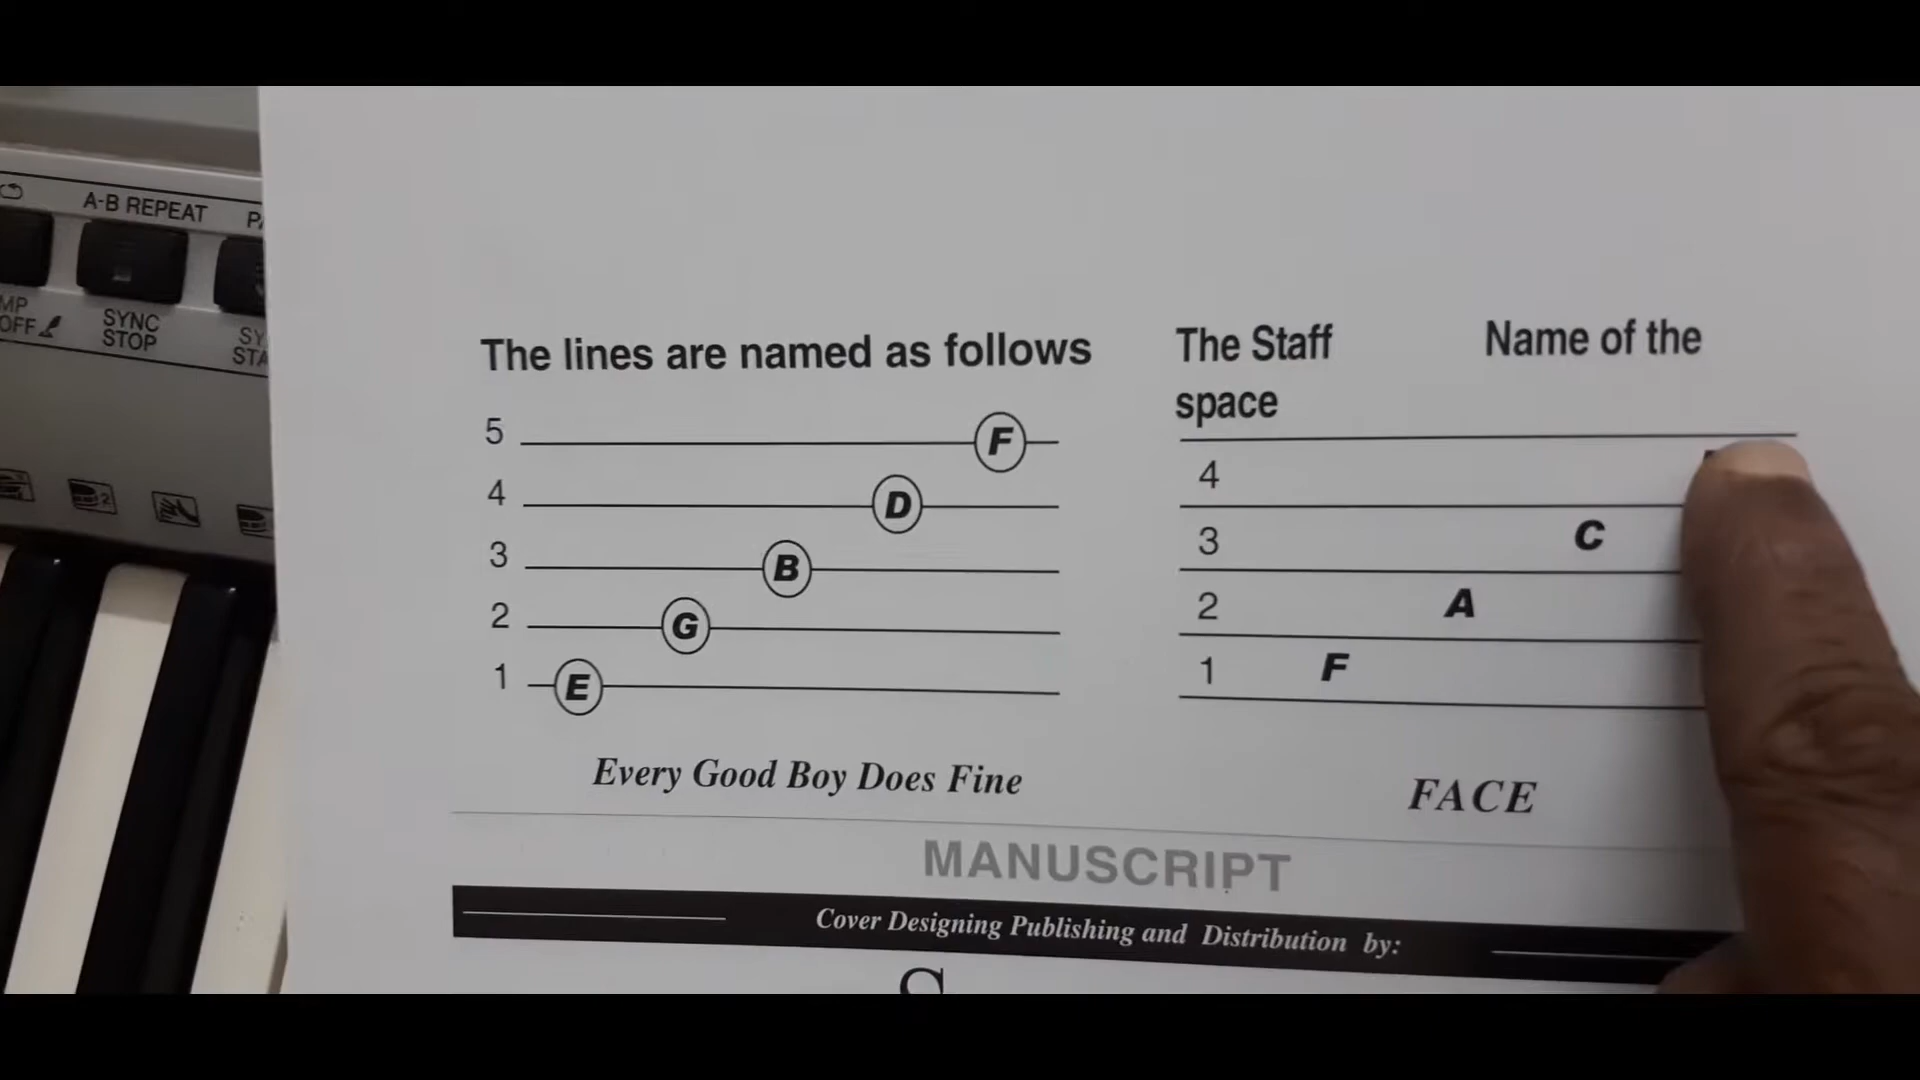 A-B REPEAT
SYNC
STOP
OFF
The lines are named as follows
5 F
4 D
3 B
2 G
1 E
Every Good Boy Does Fine
The Staff Name of the
space
4
3 C
2 A
1 F
FACE
MANUSCRIPT
Cover Designing Publishing and Distribution by: